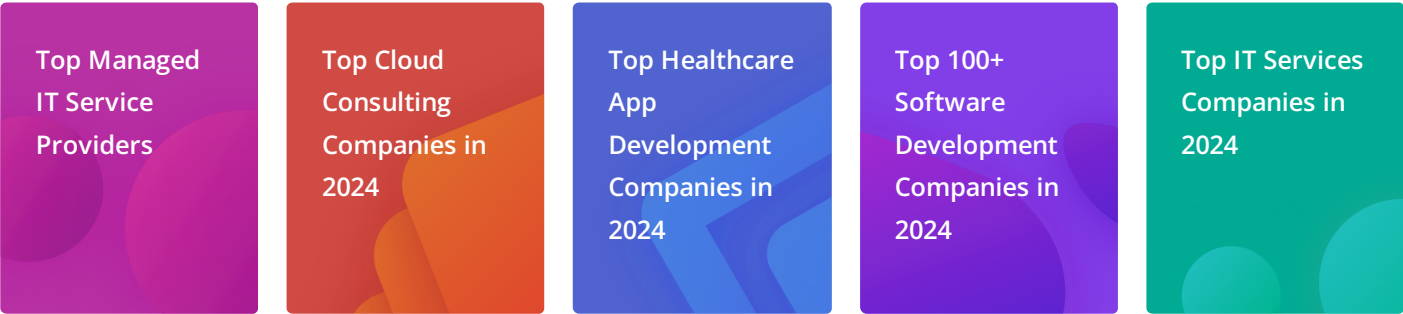 Top Managed
IT Service
Providers
Top Cloud
Consulting
Companies in
2024
Top Healthcare
App
Development
Companies in
2024
Top 100+
Software
Development
Companies in
2024
Top IT Services
Companies in
2024